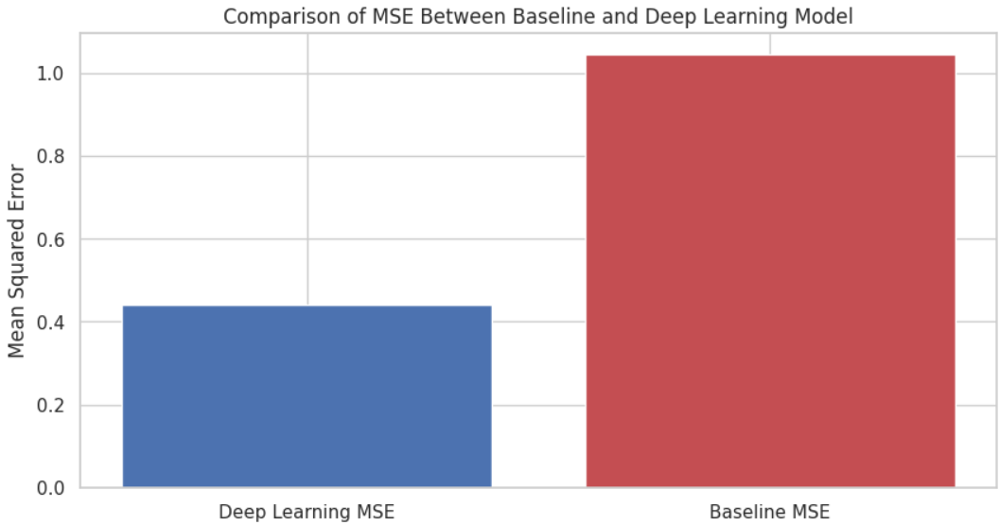 Comparison of MSE Between Baseline and Deep Learning Model
Mean Squared Error
1.0
0.8
0.6
0.4
0.2
0.0
Deep Learning MSE
Baseline MSE